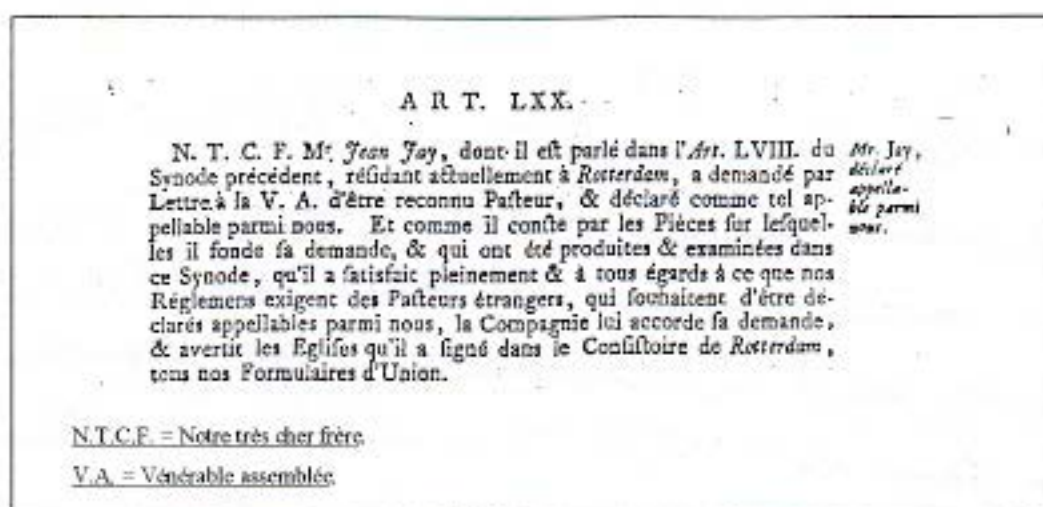 ART. LXX.
N. T. C. F. Mr. Jean Jay, dont il eſt parlé dans l'Art. LVIII. du
Synode précédent, réſidant actuellement à Rotterdam, a demandé par
Lettre à la V. A. d'être reconnu Paſteur, & déclaré comme tel ap-
pellable parmi nous. Et comme il conſte par les Pièces ſur leſquel-
les il fonde ſa demande, & qui ont été produites & examinées dans
ce Synode, qu'il a ſatisfait pleinement & à tous égards à ce que nos
Réglemens exigent des Paſteurs étrangers, qui ſouhaitent d'être dé-
clarés appellables parmi nous, la Compagnie lui accorde ſa demande,
& avertit les Egliſes qu'il a ſigné dans le Conſiſtoire de Rotterdam,
tous nos Formulaires d'Union.
Mr. Jay,
déclaré
appella-
ble parmi
nous.
N.T.C.F. = Notre très cher frère.
V.A. = Vénérable assemblée.